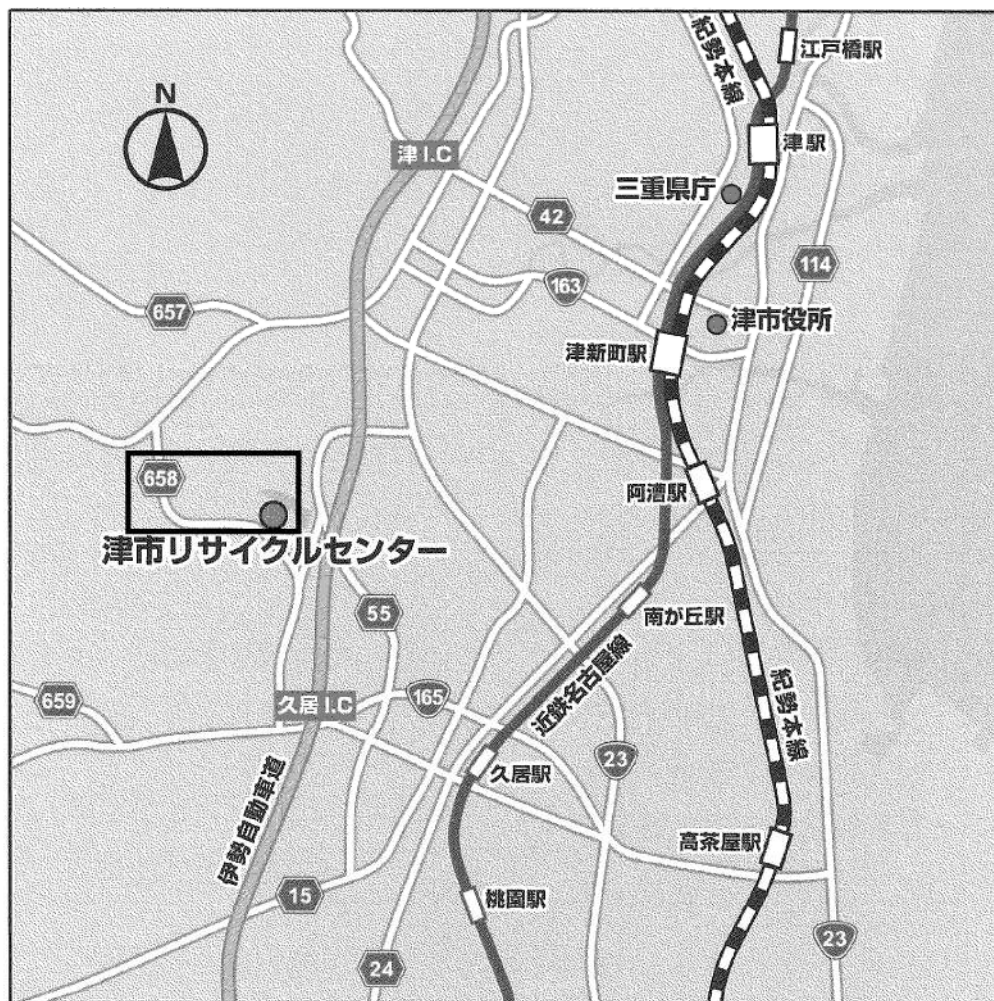 紀勢本線
江戸橋駅
N
津I.C
津駅
三重県庁
42
114
163
657
津市役所
津新町駅
658
阿漕駅
津市リサイクルセンター
55
南が丘駅
659
久居I.C
165
近鉄名古屋線
紀勢本線
23
久居駅
伊勢自動車道
高茶屋駅
15
桃園駅
23
24